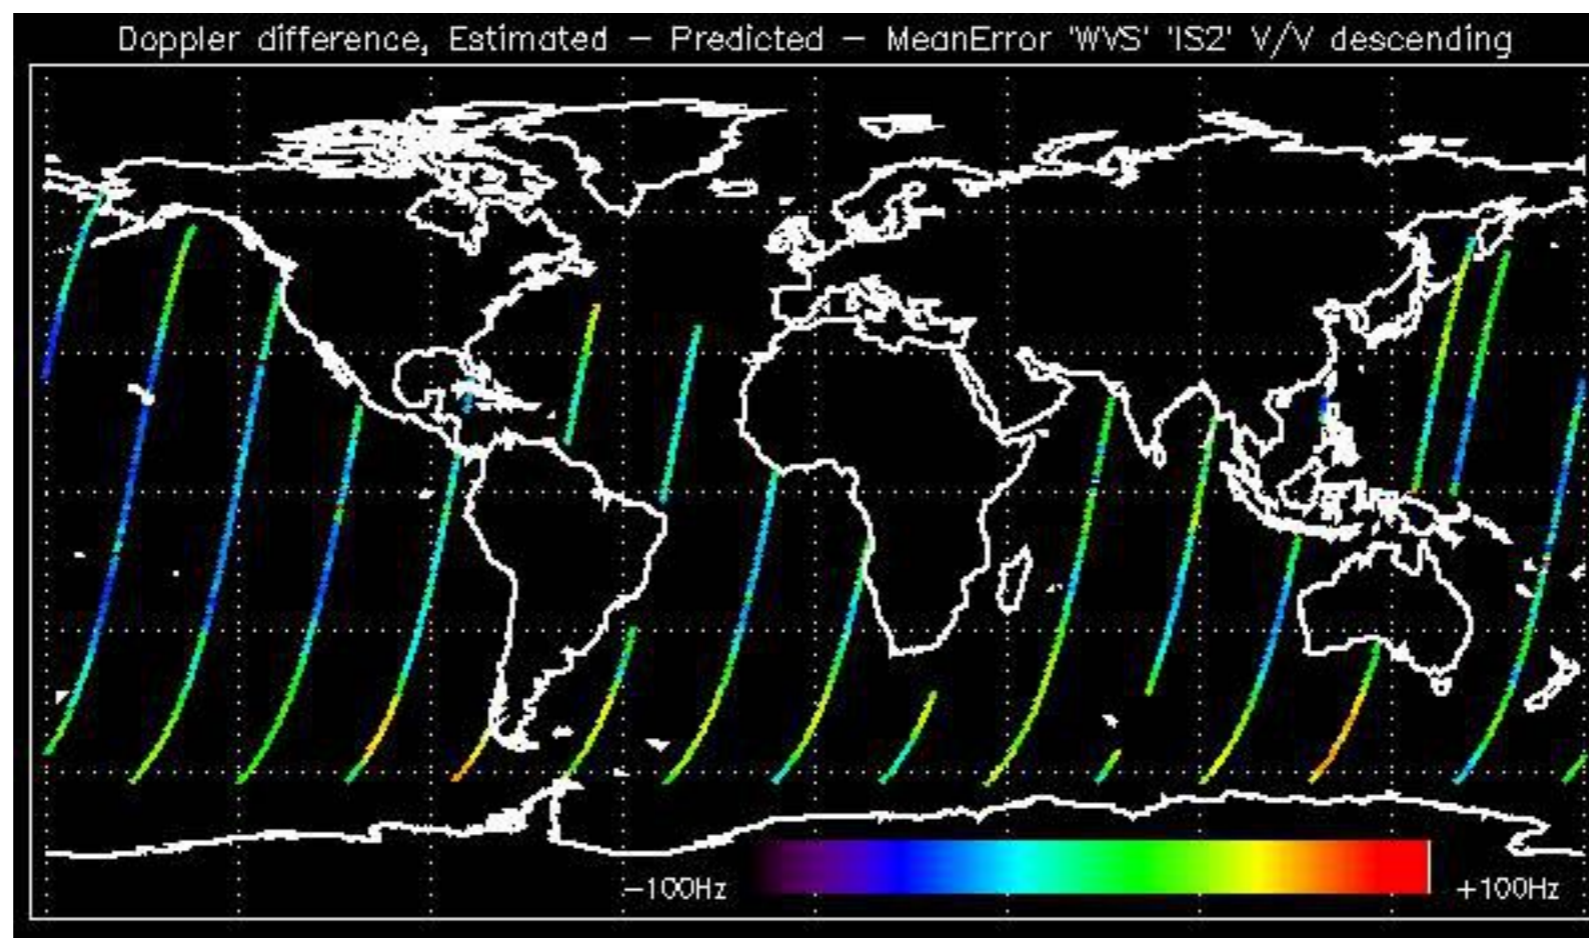 Doppler difference, Estimated – Predicted – MeanError 'WVS' 'IS2' V/V descending
–100Hz
+100Hz